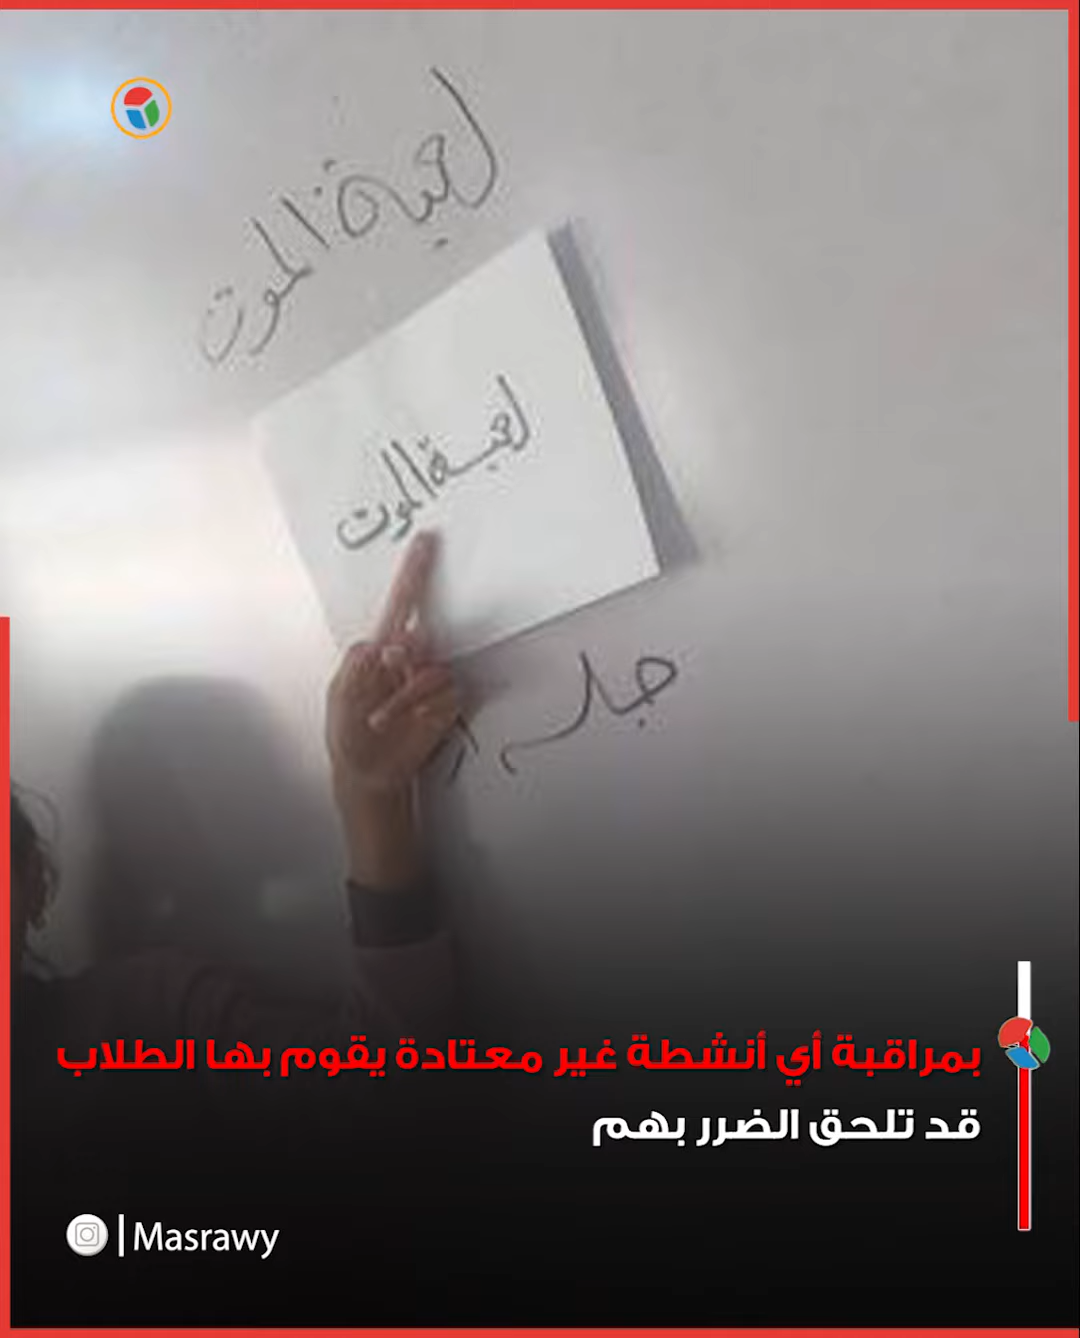 لعبة الموت
لعبة الموت
بمراقبة أي أنشطة غير معتادة يقوم بها الطلاب
قد تلحق الضرر بهم
Masrawy